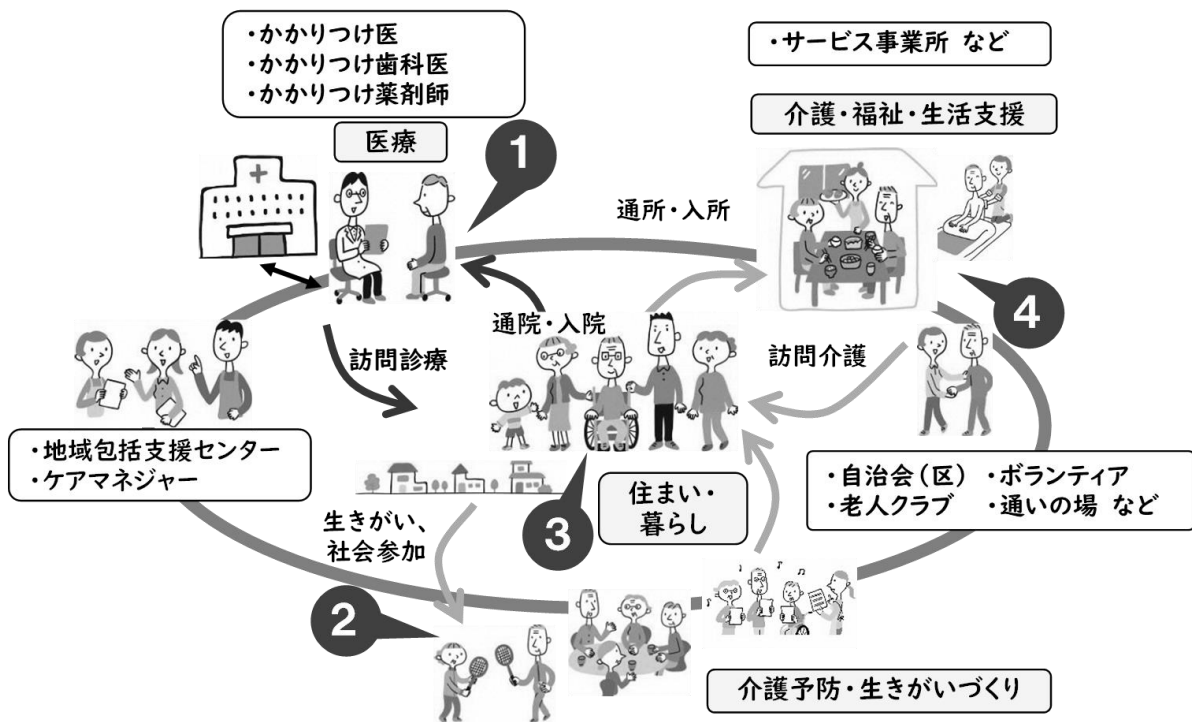 ・かかりつけ医
・かかりつけ歯科医
・かかりつけ薬剤師
医療
1
・サービス事業所 など
介護・福祉・生活支援
通所・入所
4
通院・入院
訪問診療
訪問介護
・地域包括支援センター
・ケアマネジャー
・自治会(区) ・ボランティア
・老人クラブ ・通いの場 など
3
住まい・
暮らし
生きがい、
社会参加
2
介護予防・生きがいづくり